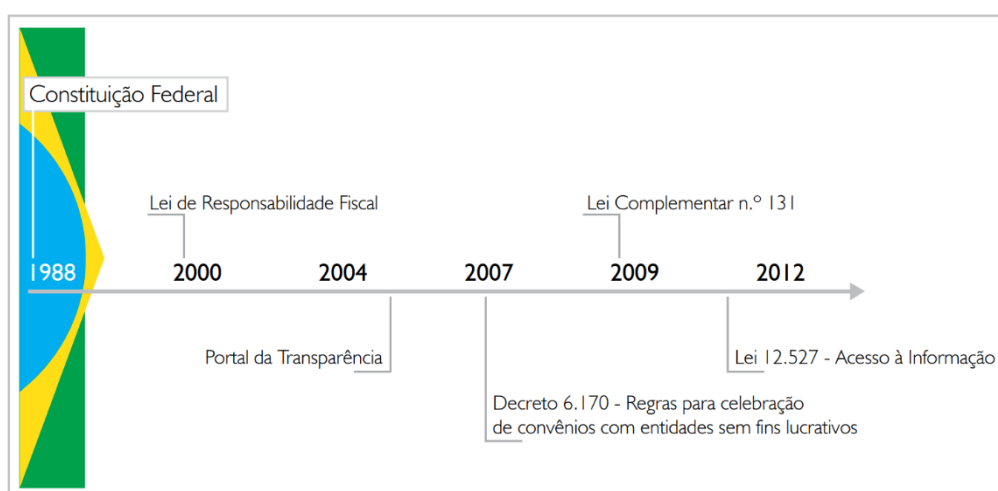 Constituição Federal
Lei de Responsabilidade Fiscal
Lei Complementar n.º 131
1988
2000
2004
2007
2009
2012
Portal da Transparência
Lei 12.527 - Acesso à Informação
Decreto 6.170 - Regras para celebração
de convênios com entidades sem fins lucrativos